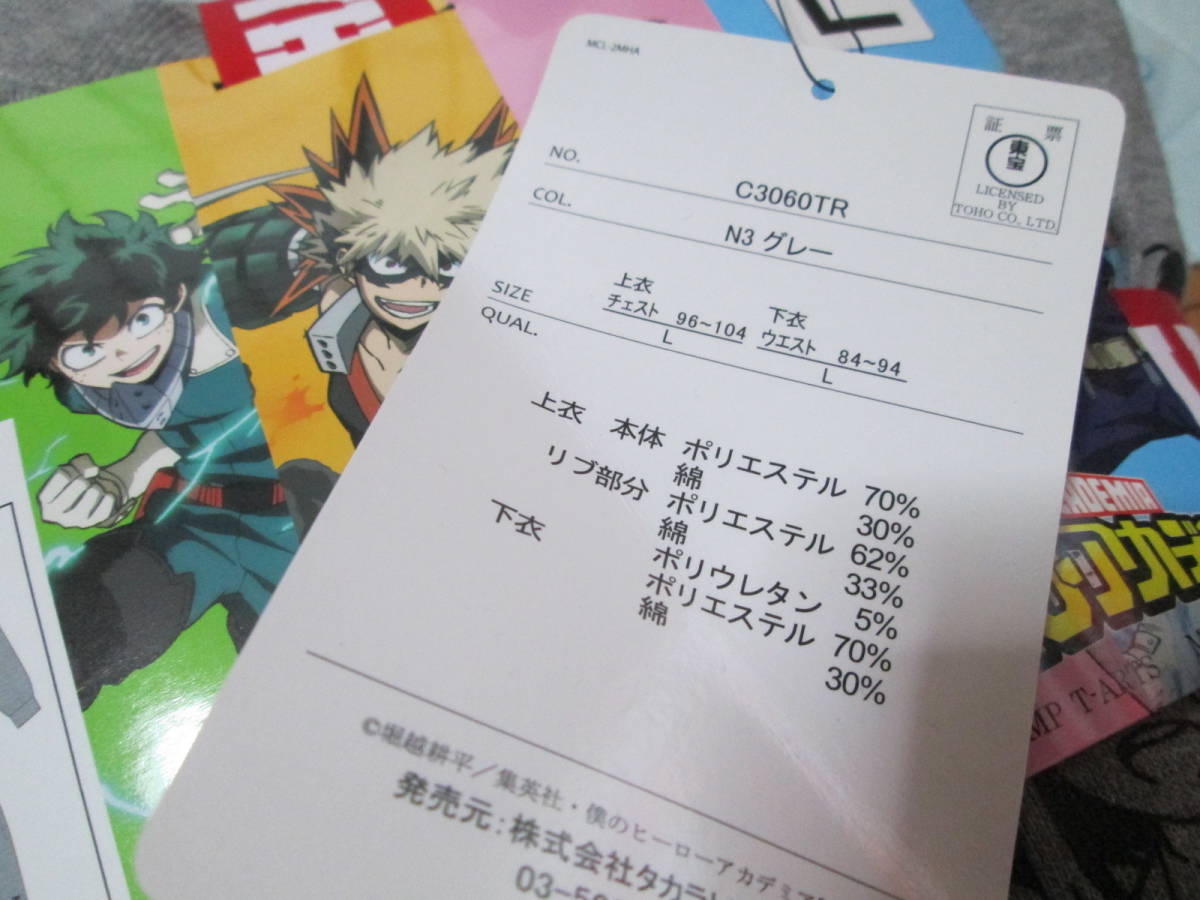 L
MCL-2MHA
証 票
東宝
LICENSED
BY
TOHO CO., LTD.
NO. C3060TR
COL. N3 グレー
SIZE 上衣 チェスト 96~104 L 下衣 ウエスト 84~94 L
QUAL.
上衣 本体 ポリエステル 70%
綿 30%
リブ部分 ポリエステル 62%
綿 33%
ポリウレタン 5%
下衣 ポリエステル 70%
綿 30%
©堀越耕平/集英社・僕のヒーローアカデミア
発売元:株式会社タカラ
03-5
MP T-ARTS